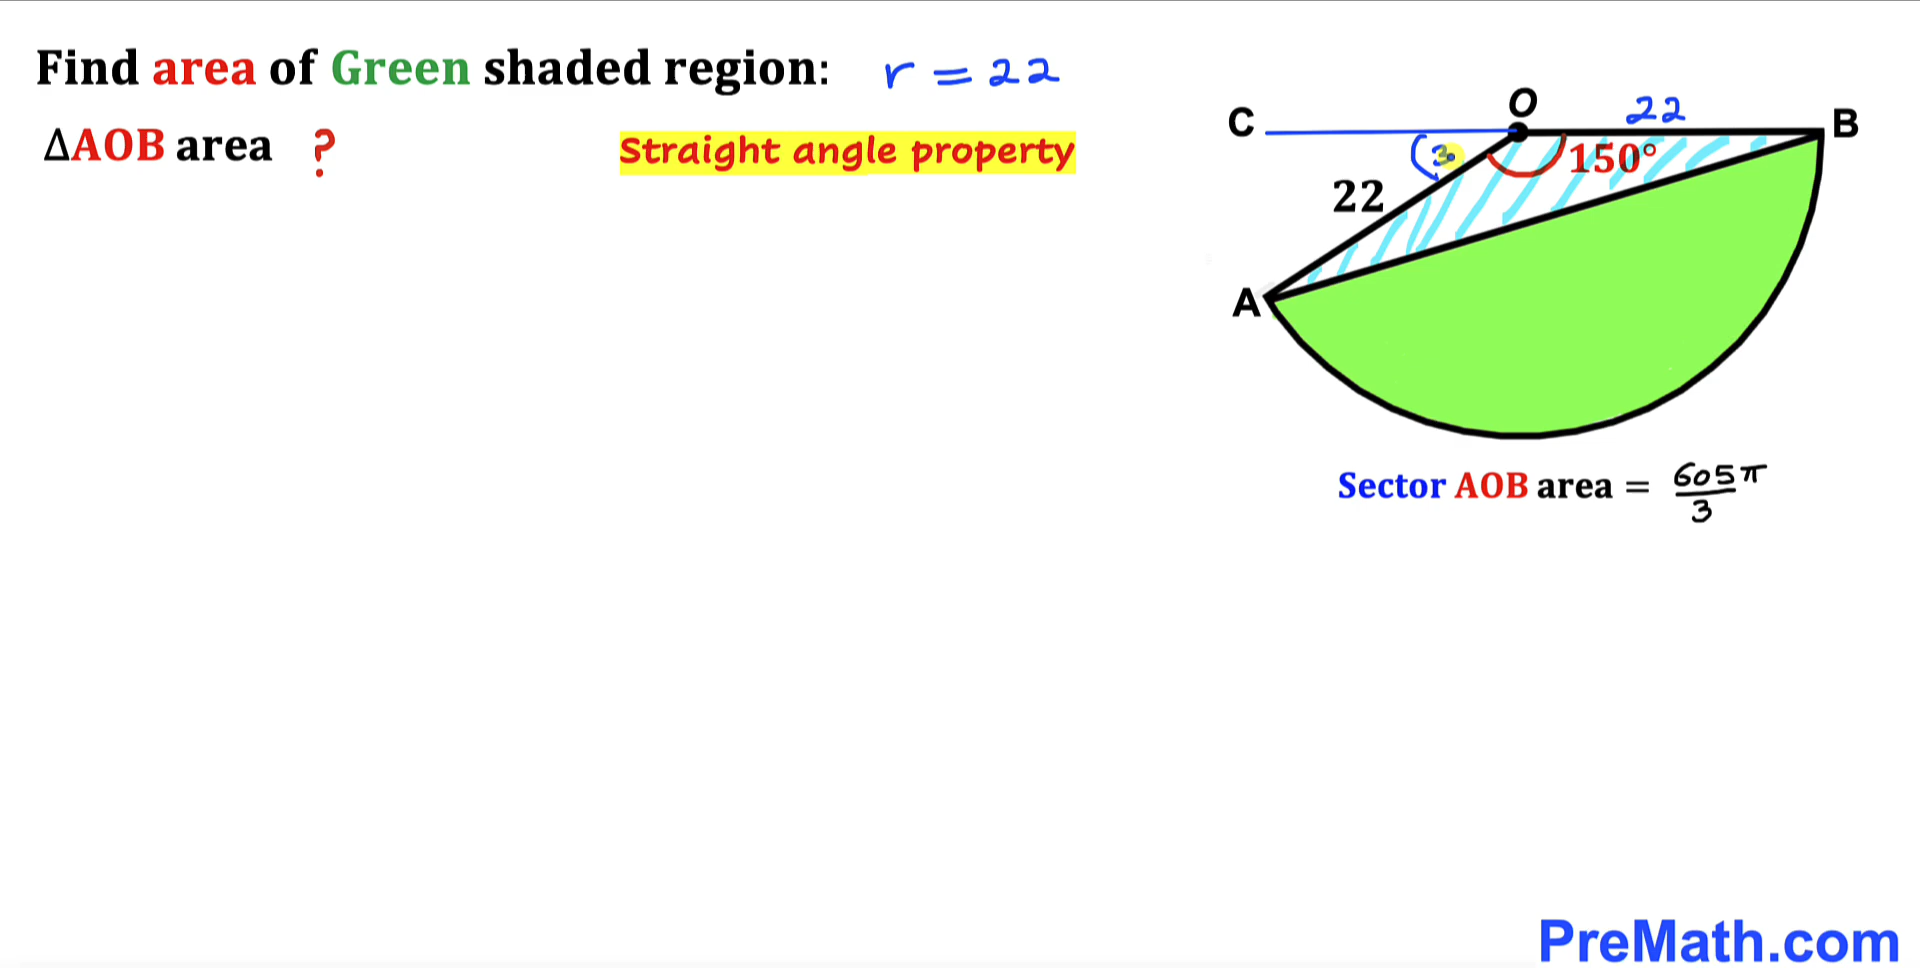 Find area of Green shaded region: r = 22
ΔAOB area ?
Straight angle property
C
O
22
B
30
150°
22
A
Sector AOB area = 605π/3
PreMath.com